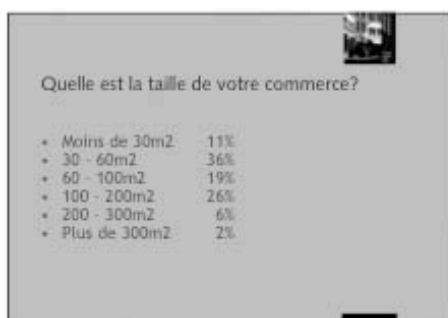 Quelle est la taille de votre commerce?
• Moins de 30m2 11%
• 30 - 60m2 36%
• 60 - 100m2 19%
• 100 - 200m2 26%
• 200 - 300m2 6%
• Plus de 300m2 2%